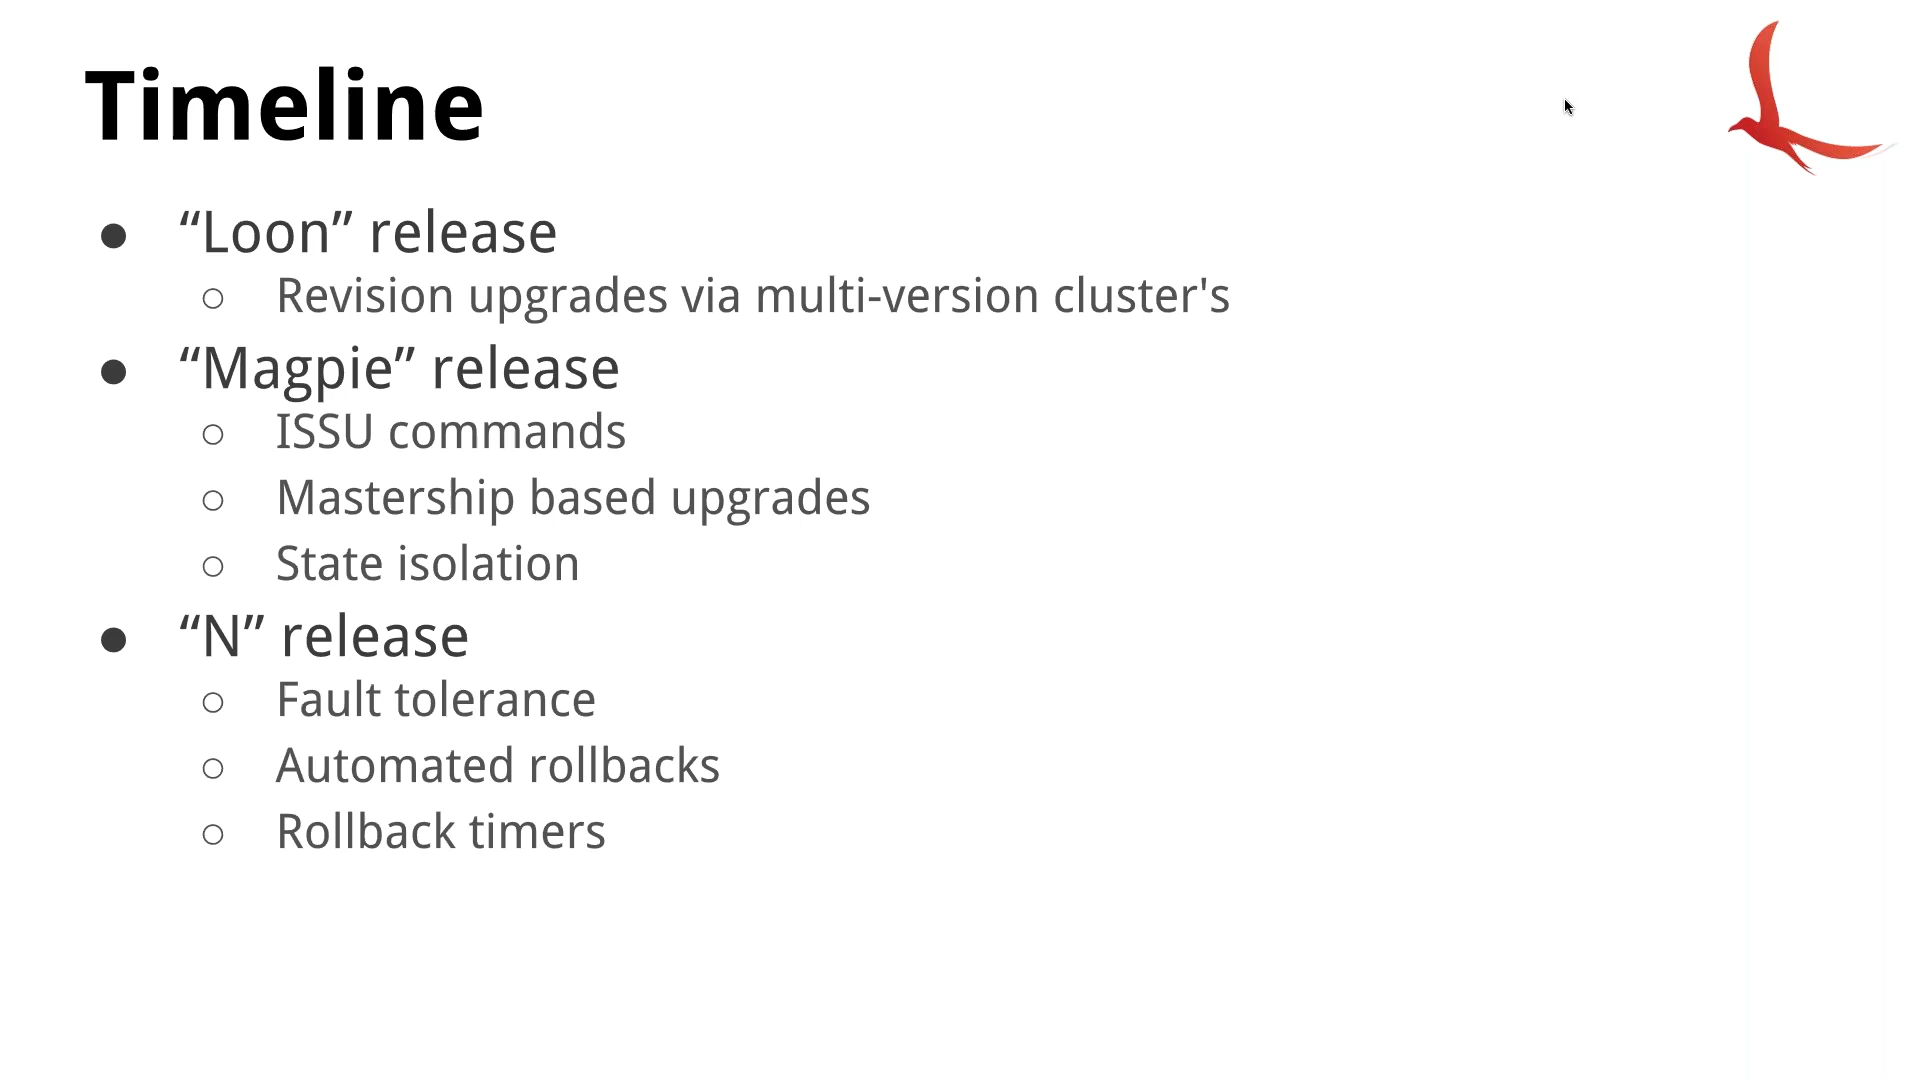 Timeline
● “Loon” release
○ Revision upgrades via multi-version cluster's
● “Magpie” release
○ ISSU commands
○ Mastership based upgrades
○ State isolation
● “N” release
○ Fault tolerance
○ Automated rollbacks
○ Rollback timers